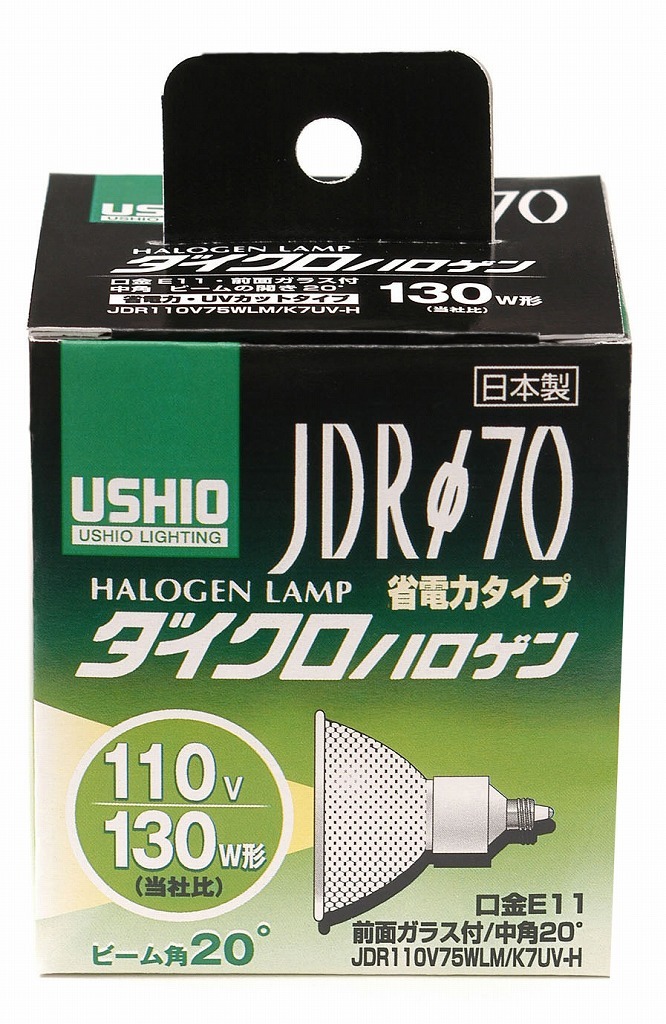 USHIO
φ70
HALOGEN LAMP
ダイクロハロゲン
口金E11・前面ガラス付
中角 ビームの開き20°
省電力・UVカットタイプ
JDR110V75WLM/K7UV-H
130W形
(当社比)
日本製
USHIO
USHIO LIGHTING
JDRφ70
HALOGEN LAMP 省電力タイプ
ダイクロハロゲン
110V
130W形
(当社比)
ビーム角20°
口金E11
前面ガラス付/中角20°
JDR110V75WLM/K7UV-H